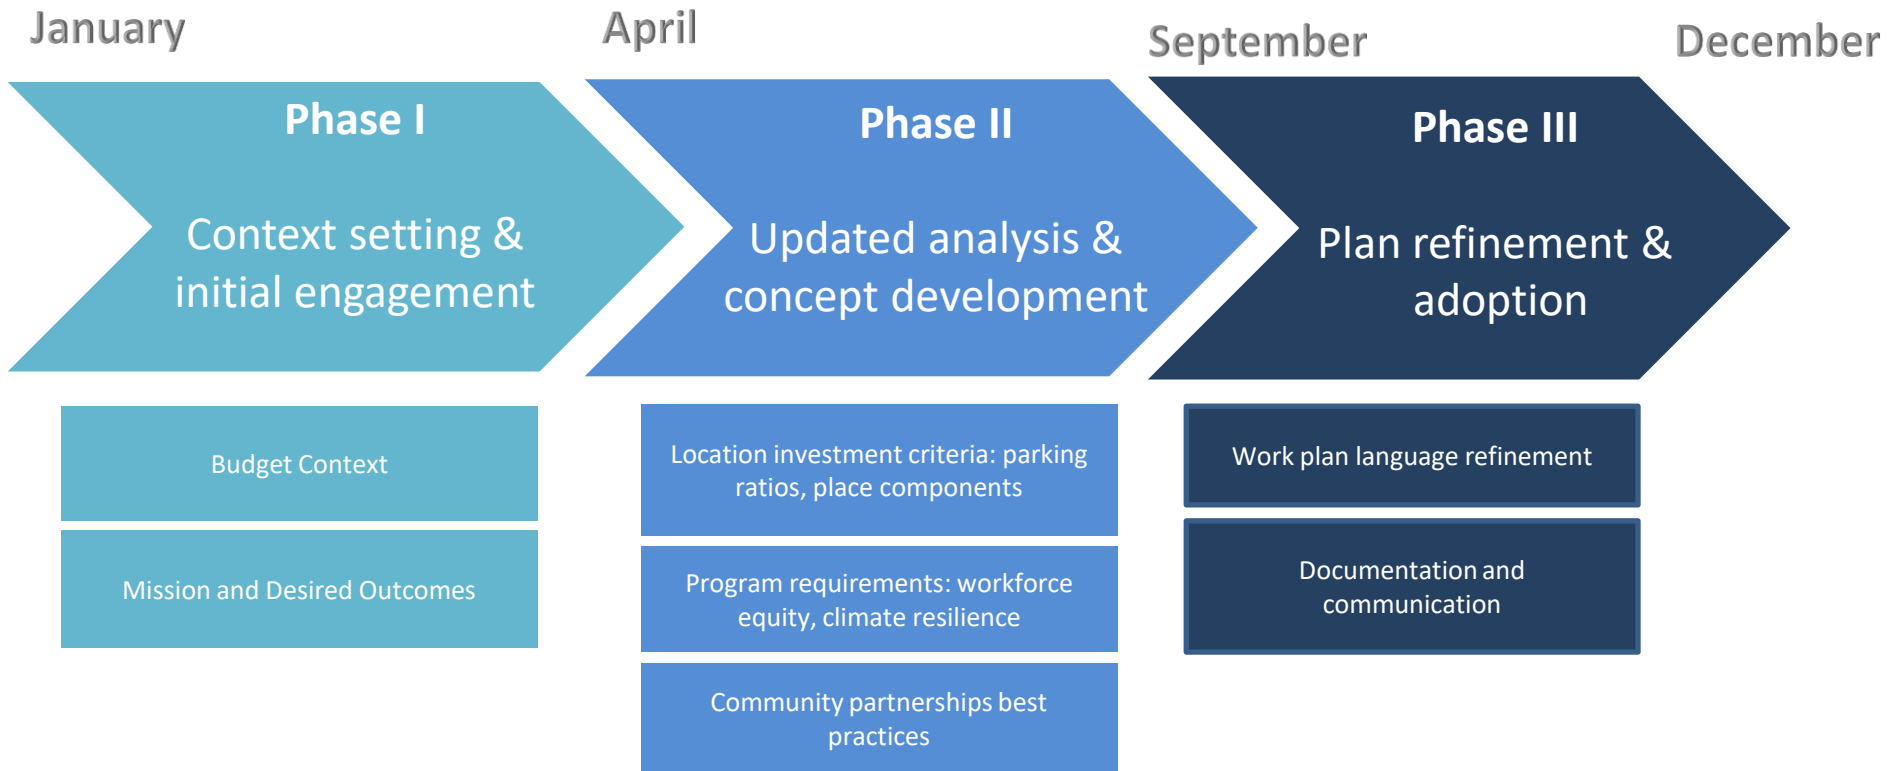 January
April
September
December
Phase I
Context setting &
initial engagement
Phase II
Updated analysis &
concept development
Phase III
Plan refinement &
adoption
Budget Context
Mission and Desired Outcomes
Location investment criteria: parking
ratios, place components
Program requirements: workforce
equity, climate resilience
Community partnerships best
practices
Work plan language refinement
Documentation and
communication